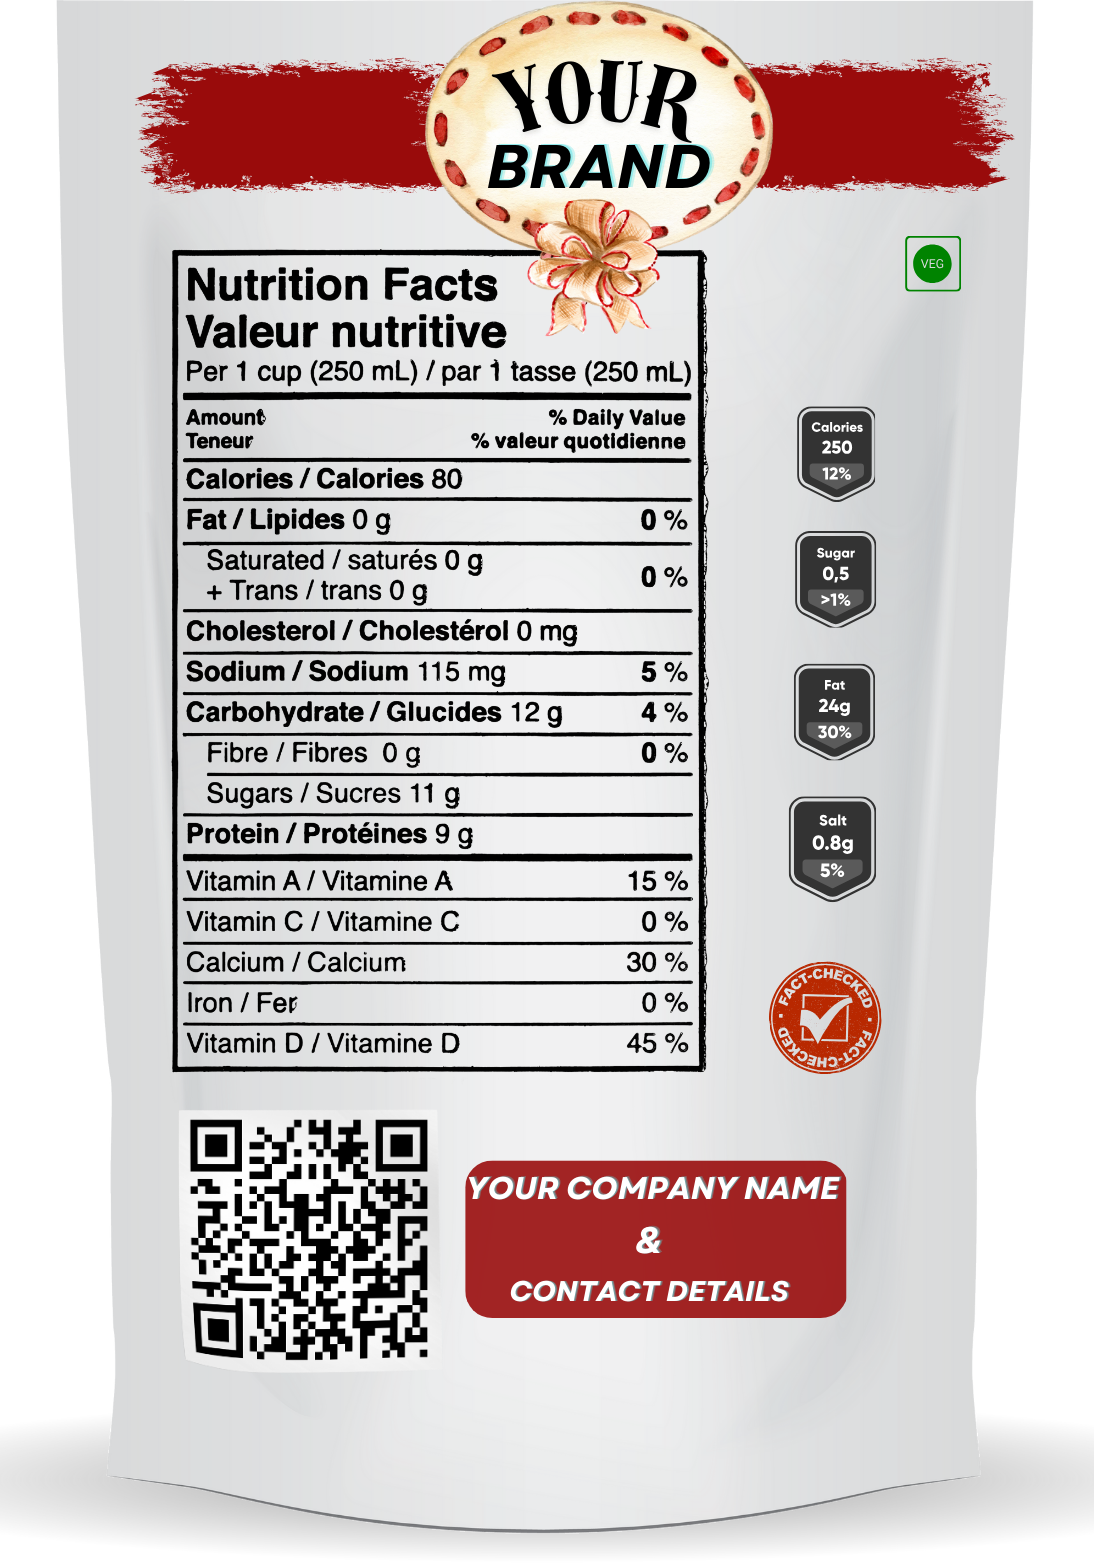 YOUR
BRAND
VEG
Nutrition Facts
Valeur nutritive
Per 1 cup (250 mL) / par 1 tasse (250 mL)
Amount % Daily Value
Teneur % valeur quotidienne
Calories / Calories 80
Fat / Lipides 0 g 0 %
Saturated / saturés 0 g
+ Trans / trans 0 g 0 %
Cholesterol / Cholestérol 0 mg
Sodium / Sodium 115 mg 5 %
Carbohydrate / Glucides 12 g 4 %
Fibre / Fibres 0 g 0 %
Sugars / Sucres 11 g
Protein / Protéines 9 g
Vitamin A / Vitamine A 15 %
Vitamin C / Vitamine C 0 %
Calcium / Calcium 30 %
Iron / Fer 0 %
Vitamin D / Vitamine D 45 %
Calories
250
12%
Sugar
0,5
>1%
Fat
24g
30%
Salt
0.8g
5%
FACT-CHECKED
FACT-CHECKED
YOUR COMPANY NAME
&
CONTACT DETAILS